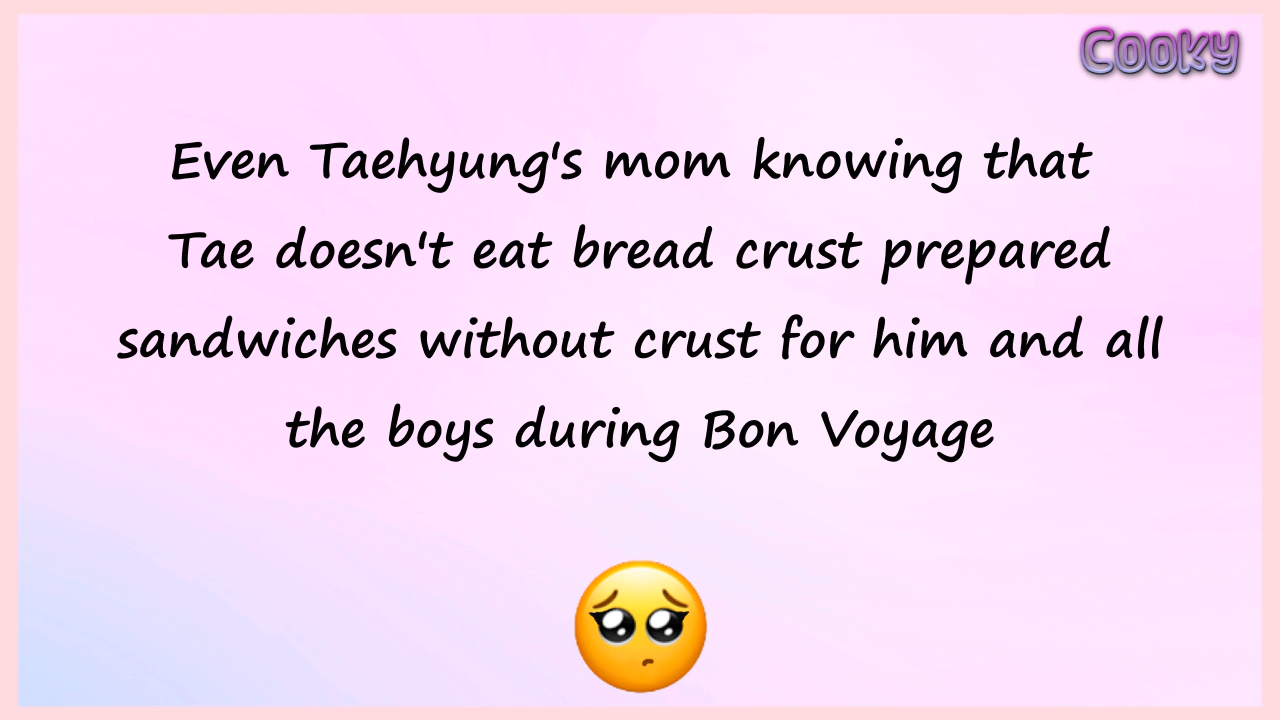 Cooky
Even Taehyung's mom knowing that
Tae doesn't eat bread crust prepared
sandwiches without crust for him and all
the boys during Bon Voyage